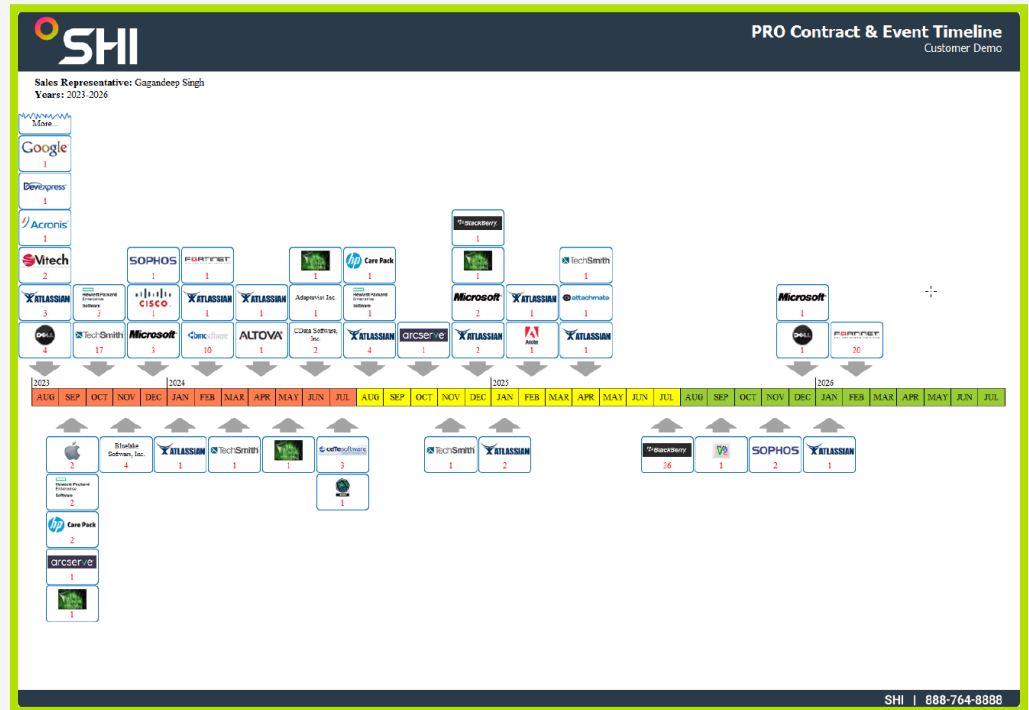 SHI
PRO Contract & Event Timeline
Customer Demo
Sales Representative: Gagandeep Singh
Years: 2023-2026
More...
Google
1
Devexpress
1
Acronis
1
BlackBerry
1
Vitech
2
SOPHOS
1
FORTINET
1
1
hp Care Pack
1
1
TechSmith
1
ATLASSIAN
3
Hewlett Packard
Enterprise
Software
3
CISCO
1
ATLASSIAN
1
ATLASSIAN
1
Adaptavist Inc.
1
Hewlett Packard
Enterprise
Software
1
Microsoft
2
ATLASSIAN
1
attachmate
1
Microsoft
1
DELL
4
TechSmith
17
Microsoft
3
bmcsoftware
10
ALTOVA
1
CData Software,
Inc.
2
ATLASSIAN
4
arcserve
1
ATLASSIAN
2
Adobe
1
ATLASSIAN
1
DELL
1
FORTINET
20
2023 2024 2025 2026
AUG SEP OCT NOV DEC JAN FEB MAR APR MAY JUN JUL AUG SEP OCT NOV DEC JAN FEB MAR APR MAY JUN JUL AUG SEP OCT NOV DEC JAN FEB MAR APR MAY JUN JUL
2
Bluelake
Software, Inc.
4
ATLASSIAN
1
TechSmith
1
1
ceTe software
3
TechSmith
1
ATLASSIAN
2
BlackBerry
36
1
SOPHOS
2
ATLASSIAN
1
Hewlett Packard
Enterprise
Software
2
1
hp Care Pack
2
arcserve
1
1
SHI | 888-764-8888